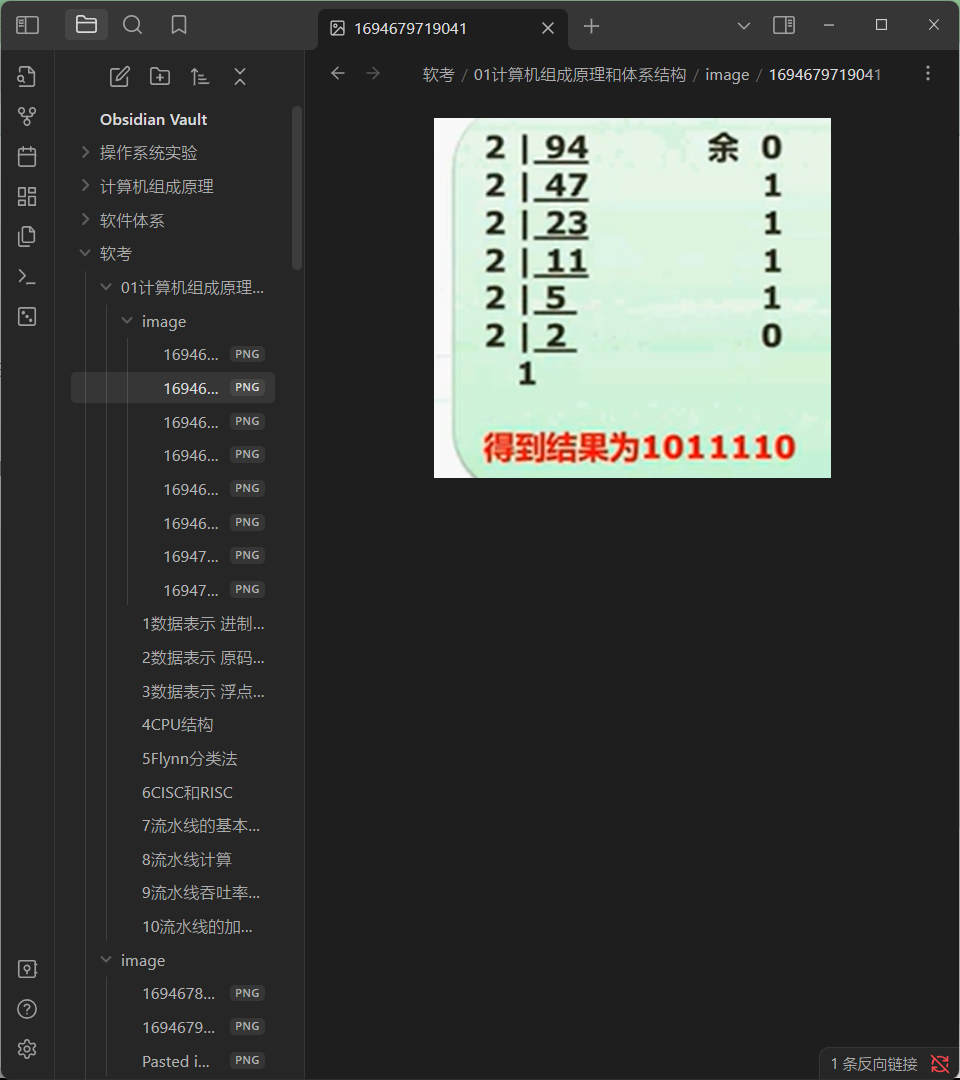 1694679719041
软考 / 01计算机组成原理和体系结构 / image / 1694679719041
Obsidian Vault
操作系统实验
计算机组成原理
软件体系
软考
01计算机组成原理...
image
16946... PNG
16946... PNG
16946... PNG
16946... PNG
16946... PNG
16946... PNG
16947... PNG
16947... PNG
1数据表示 进制...
2数据表示 原码...
3数据表示 浮点...
4CPU结构
5Flynn分类法
6CISC和RISC
7流水线的基本...
8流水线计算
9流水线吞吐率...
10流水线的加...
image
1694678... PNG
1694679... PNG
Pasted i... PNG
2 | 94 余 0
2 | 47 1
2 | 23 1
2 | 11 1
2 | 5 1
2 | 2 0
1
得到结果为1011110
1 条反向链接